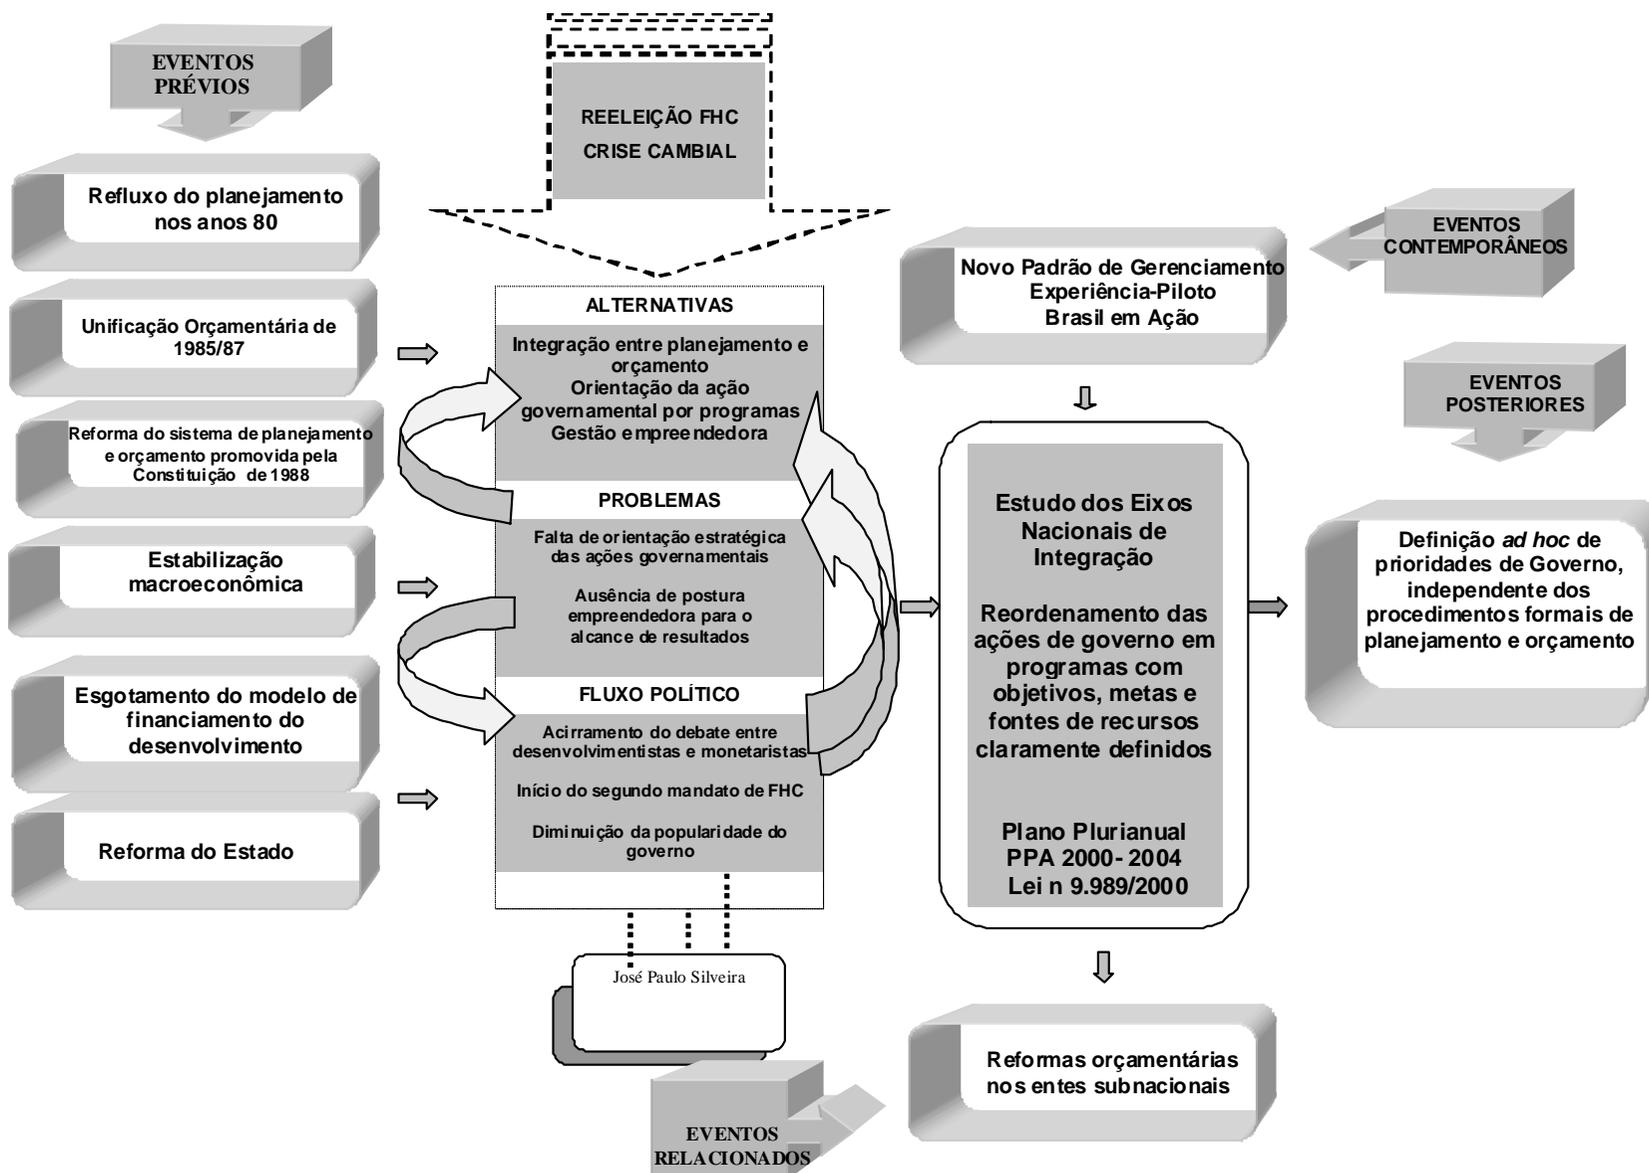 EVENTOS
PRÉVIOS
Refluxo do planejamento
nos anos 80
Unificação Orçamentária de
1985/87
Reforma do sistema de planejamento
e orçamento promovida pela
Constituição de 1988
Estabilização
macroeconômica
Esgotamento do modelo de
financiamento do
desenvolvimento
Reforma do Estado
REELEIÇÃO FHC
CRISE CAMBIAL
ALTERNATIVAS
Integração entre planejamento e
orçamento
Orientação da ação
governamental por programas
Gestão empreendedora
PROBLEMAS
Falta de orientação estratégica
das ações governamentais
Ausência de postura
empreendedora para o
alcance de resultados
FLUXO POLÍTICO
Acirramento do debate entre
desenvolvimentistas e monetaristas
Início do segundo mandato de FHC
Diminuição da popularidade do
governo
José Paulo Silveira
EVENTOS
RELACIONADOS
Novo Padrão de Gerenciamento
Experiência-Piloto
Brasil em Ação
Estudo dos Eixos
Nacionais de
Integração
Reordenamento das
ações de governo em
programas com
objetivos, metas e
fontes de recursos
claramente definidos
Plano Plurianual
PPA 2000- 2004
Lei n 9.989/2000
Reformas orçamentárias
nos entes subnacionais
EVENTOS
CONTEMPORÂNEOS
EVENTOS
POSTERIORES
Definição ad hoc de
prioridades de Governo,
independente dos
procedimentos formais de
planejamento e orçamento